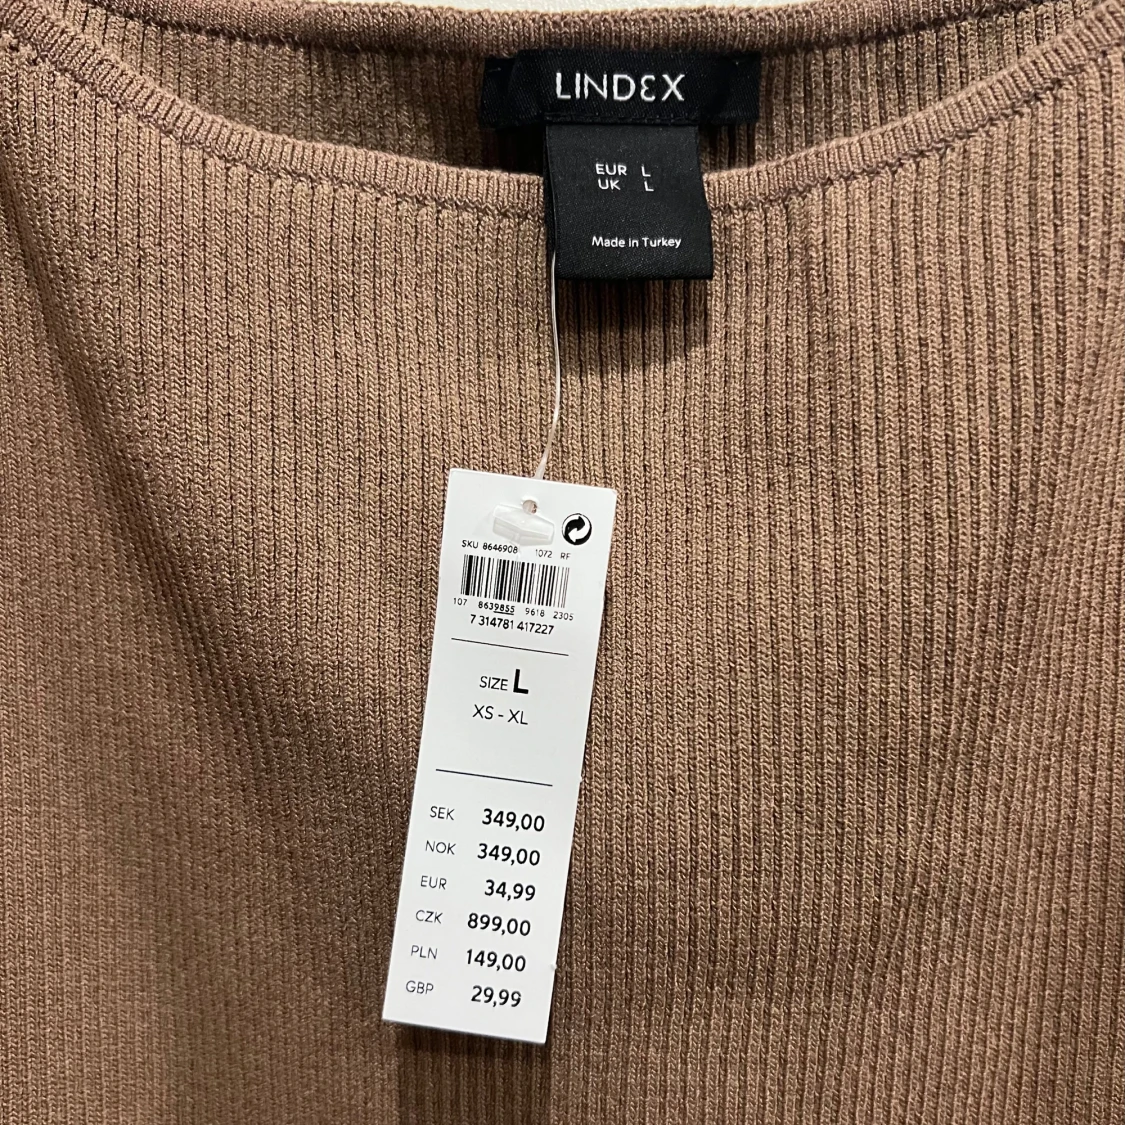 LINDEX
EUR L
UK L
Made in Turkey
SKU 8646908 1072 RF
107 8639855 9618 2305
7 314781 417227
SIZE L
XS - XL
SEK 349,00
NOK 349,00
EUR 34,99
CZK 899,00
PLN 149,00
GBP 29,99